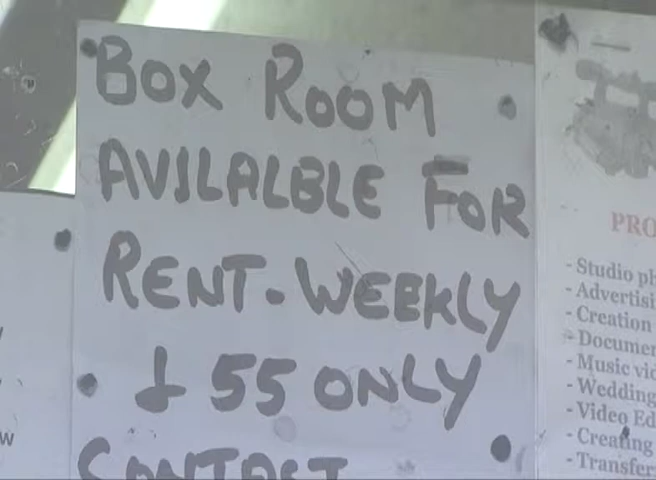 BOX ROOM
AVILALBLE FOR
RENT. WEEKLY
£ 55 ONLY
CONTACT
PRO
- Studio ph
- Advertisi
- Creation
- Documen
- Music vid
- Wedding
- Video Ed
- Creating
- Transfer
w